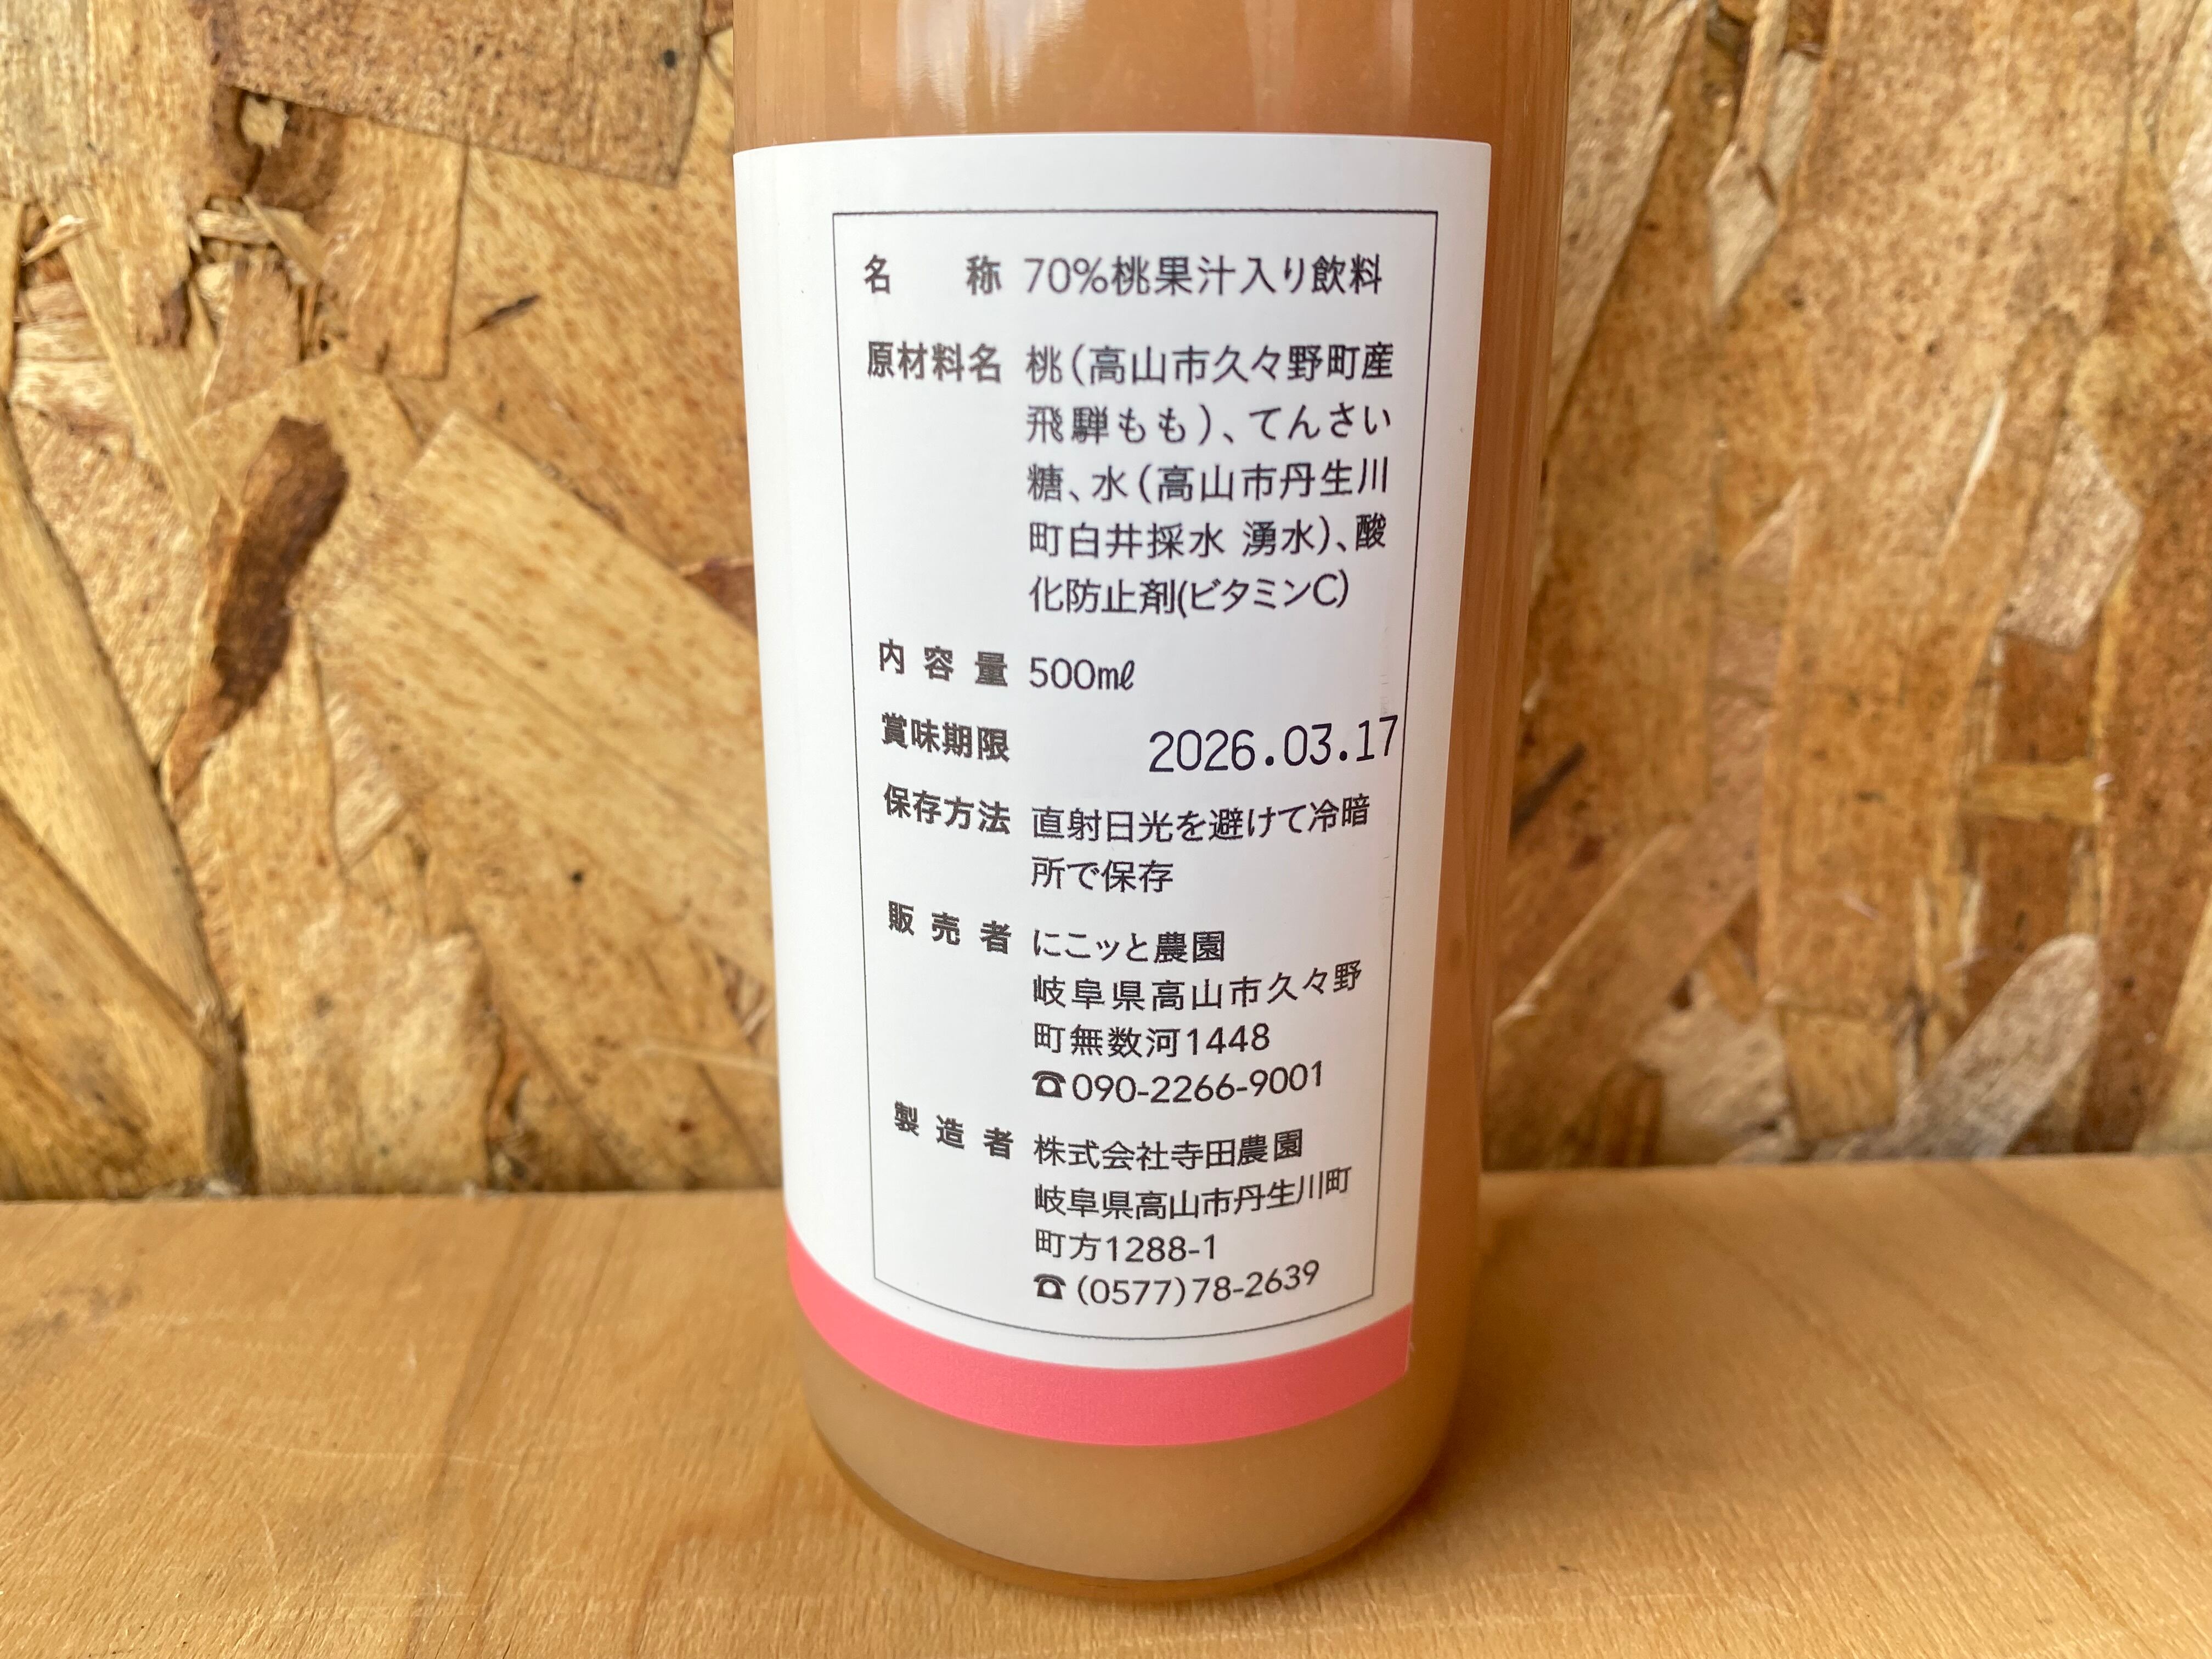 名称 70%桃果汁入り飲料
原材料名 桃(高山市久々野町産
飛騨もも)、てんさい
糖、水(高山市丹生川
町白井採水 湧水)、酸
化防止剤(ビタミンC)
内容量 500㎖
賞味期限 2026.03.17
保存方法 直射日光を避けて冷暗
所で保存
販売者 にこッと農園
岐阜県高山市久々野
町無数河1448
☎090-2266-9001
製造者 株式会社寺田農園
岐阜県高山市丹生川町
町方1288-1
☎(0577)78-2639